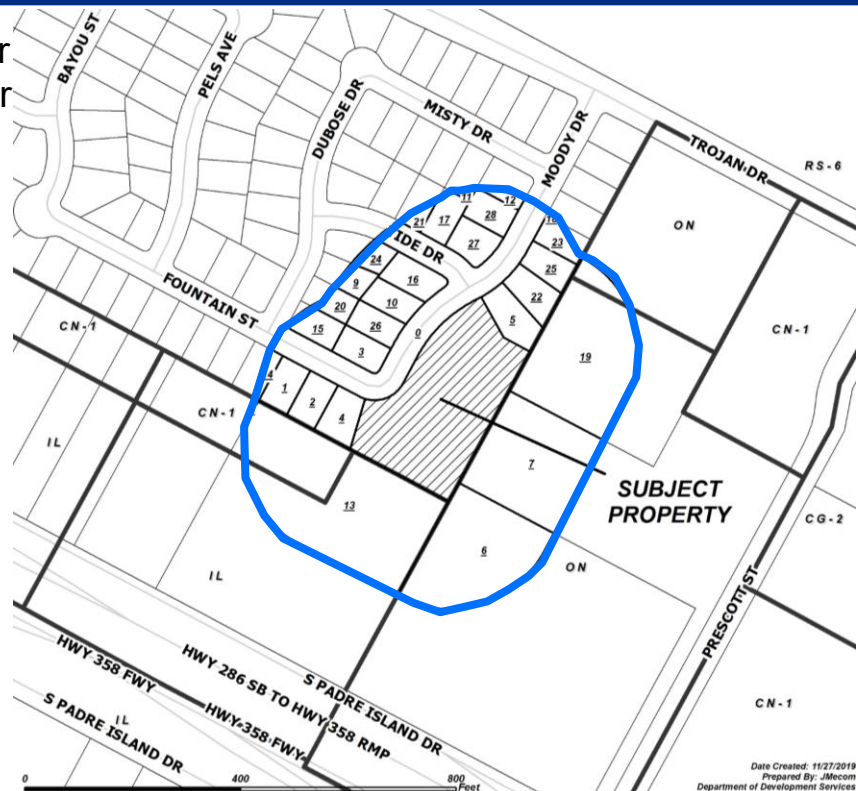 r
r
BAYOU ST
PELS AVE
DUBOSE DR
MISTY DR
MOODY DR
TROJAN DR
RS-6
ON
CN-1
11
12
21
17
28
18
23
27
IDE DR
24
16
25
9
22
10
20
5
26
0
15
3
19
FOUNTAIN ST
CN-1
4
1
2
4
CN-1
IL
7
SUBJECT
PROPERTY
13
CG-2
6
ON
IL
PRESCOTT ST
HWY 358 FWY
HWY 286 SB TO HWY 358 RMP
S PADRE ISLAND DR
HWY 358 FWY
CN-1
IL
S PADRE ISLAND DR
0
400
800
Feet
Date Created: 11/27/2019
Prepared By: JMecom
Department of Development Services